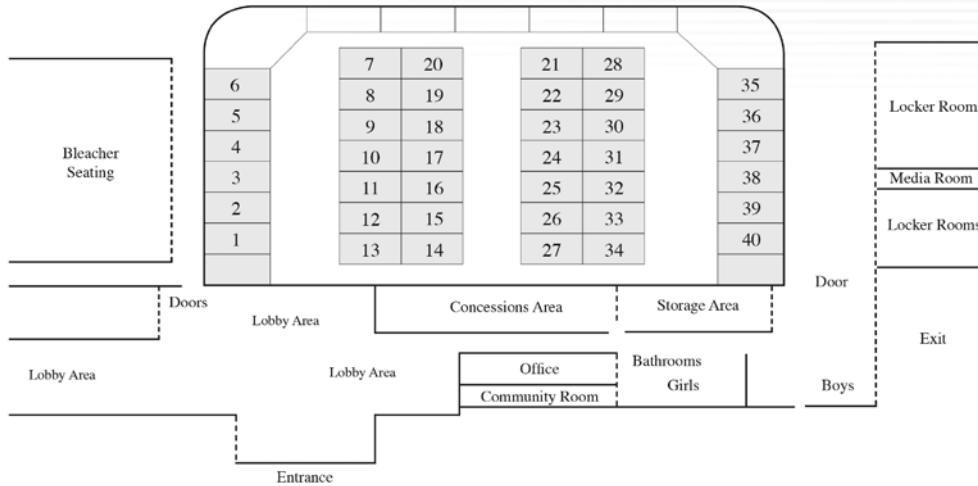 7 20 21 28
6 8 19 22 29 35
5 9 18 23 30 36
4 10 17 24 31 37
3 11 16 25 32 38
2 12 15 26 33 39
1 13 14 27 34 40
Bleacher
Seating
Locker Room
Media Room
Locker Rooms
Doors
Lobby Area
Concessions Area
Storage Area
Door
Lobby Area
Lobby Area
Office
Community Room
Bathrooms
Girls
Boys
Exit
Entrance